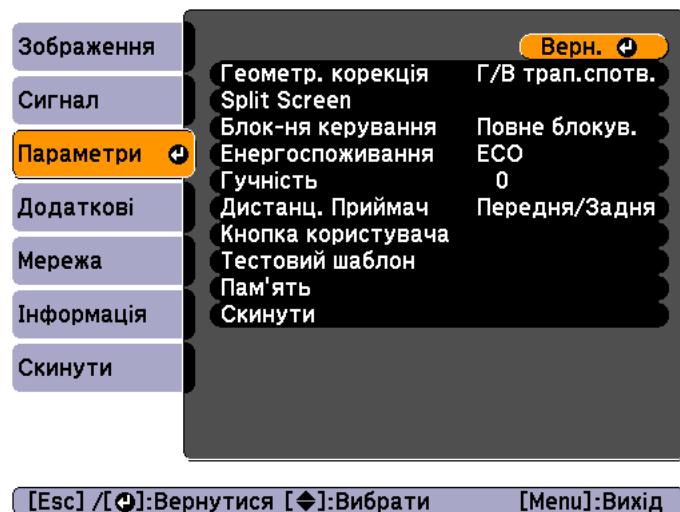 Зображення
Сигнал
Параметри
Додаткові
Мережа
Інформація
Скинути
Верн.
Геометр. корекція Г/В трап.спотв.
Split Screen
Блок-ня керування Повне блокув.
Енергоспоживання ECO
Гучність 0
Дистанц. Приймач Передня/Задня
Кнопка користувача
Тестовий шаблон
Пам'ять
Скинути
[Esc] /[⏎]:Вернутися [◆]:Вибрати [Menu]:Вихід